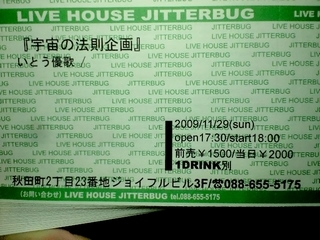 LIVE HOUSE JITTERBUG
『宇宙の法則企画』
いとう優歌
2009/11/29(sun)
open17:30/start18:00
前売￥1500/当日￥2000
1DRINK別
秋田町2丁目23番地ジョイフルビル3F/☎088-655-5175
(お問い合わせ) LIVE HOUSE JITTERBUG tel.088-655-5175